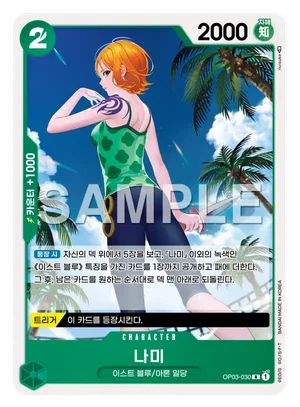 2
2000
지혜
知
카운터 +1000
SAMPLE
등장 시 자신의 덱 위에서 5장을 보고, 「나미」 이외의 녹색인
《이스트 블루》 특징을 가진 카드를 1장까지 공개하고 패에 더한다.
그 후, 남은 카드를 원하는 순서대로 덱 맨 아래로 되돌린다.
트리거 이 카드를 등장시킨다.
CHARACTER
나미
이스트 블루/아론 일당
OP03-030 R 1
BANDAI MADE IN KOREA